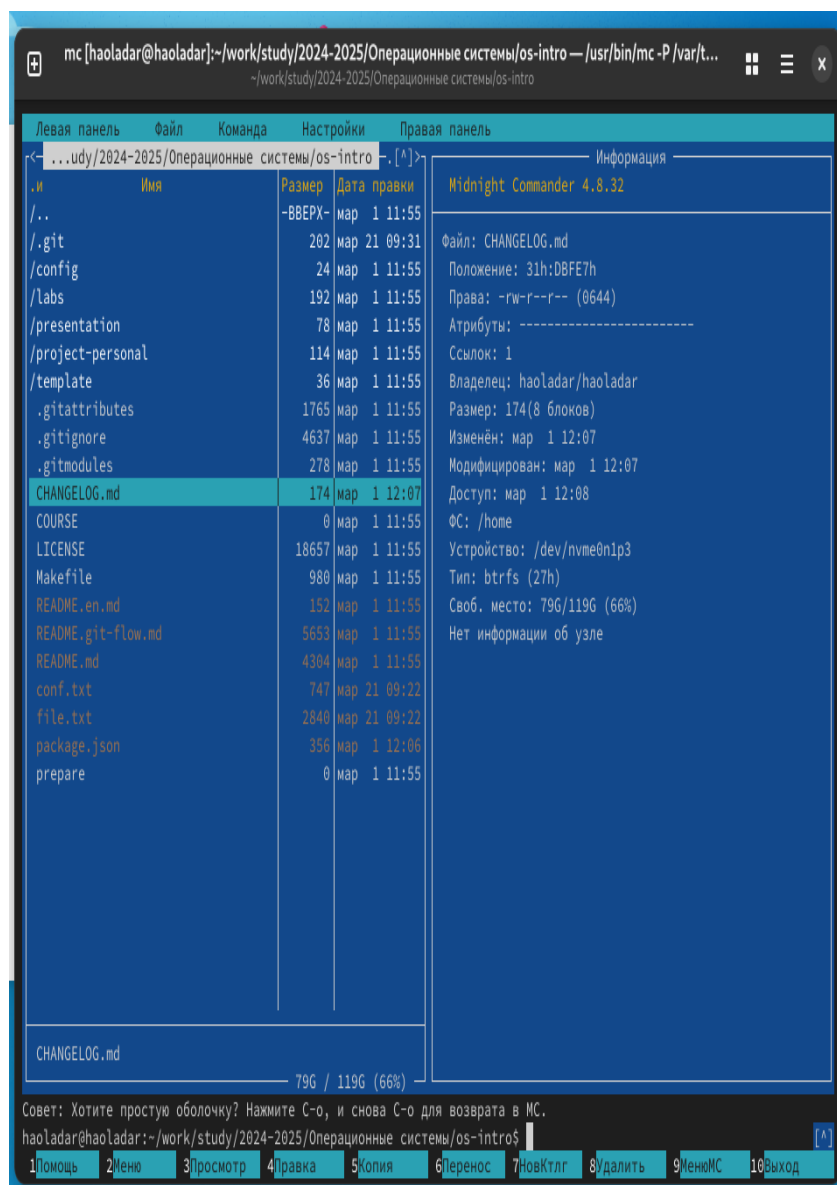 mc [haoladar@haoladar]:~/work/study/2024-2025/Операционные системы/os-intro — /usr/bin/mc -P /var/t...
~/work/study/2024-2025/Операционные системы/os-intro
Левая панель Файл Команда Настройки Правая панель
<- ...udy/2024-2025/Операционные системы/os-intro -.[^]>
.и Имя Размер Дата правки
/.. -ВВЕРХ- мар 1 11:55
/.git 202 мар 21 09:31
/config 24 мар 1 11:55
/labs 192 мар 1 11:55
/presentation 78 мар 1 11:55
/project-personal 114 мар 1 11:55
/template 36 мар 1 11:55
.gitattributes 1765 мар 1 11:55
.gitignore 4637 мар 1 11:55
.gitmodules 278 мар 1 11:55
CHANGELOG.md 174 мар 1 12:07
COURSE 0 мар 1 11:55
LICENSE 18657 мар 1 11:55
Makefile 980 мар 1 11:55
README.en.md 152 мар 1 11:55
README.git-flow.md 5653 мар 1 11:55
README.md 4304 мар 1 11:55
conf.txt 747 мар 21 09:22
file.txt 2840 мар 21 09:22
package.json 356 мар 1 12:06
prepare 0 мар 1 11:55
CHANGELOG.md
79G / 119G (66%)
Информация
Midnight Commander 4.8.32
Файл: CHANGELOG.md
Положение: 31h:DBFE7h
Права: -rw-r--r-- (0644)
Атрибуты: -------------------------
Ссылок: 1
Владелец: haoladar/haoladar
Размер: 174(8 блоков)
Изменён: мар 1 12:07
Модифицирован: мар 1 12:07
Доступ: мар 1 12:08
ФС: /home
Устройство: /dev/nvme0n1p3
Тип: btrfs (27h)
Своб. место: 79G/119G (66%)
Нет информации об узле
Совет: Хотите простую оболочку? Нажмите C-o, и снова C-o для возврата в MC.
haoladar@haoladar:~/work/study/2024-2025/Операционные системы/os-intro$ [^]
1Помощь 2Меню 3Просмотр 4Правка 5Копия 6Перенос 7НовКтлг 8Удалить 9МенюMC 10Выход